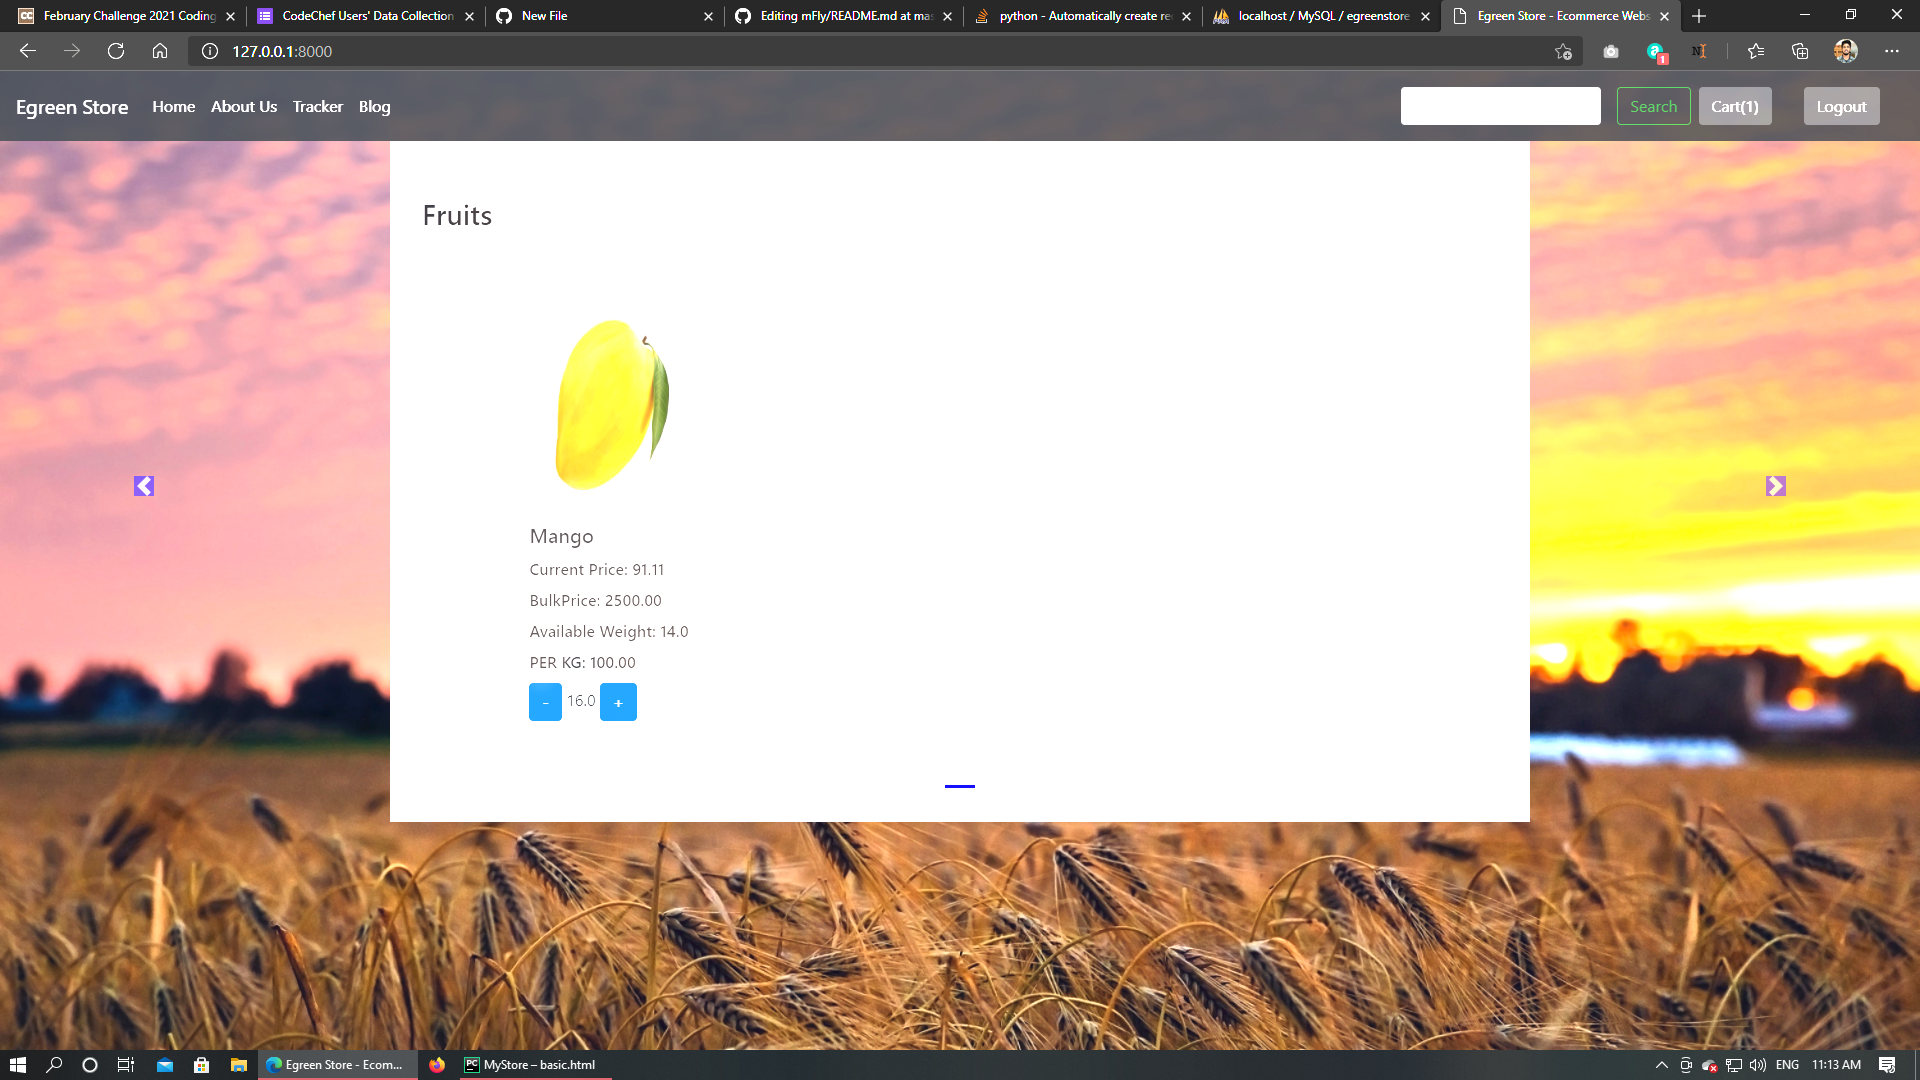 February Challenge 2021 Coding
CodeChef Users' Data Collection
New File
Editing mFly/README.md at mas
python - Automatically create re
localhost / MySQL / egreenstore
Egreen Store - Ecommerce Webs
127.0.0.1:8000
1
Egreen Store Home About Us Tracker Blog
Search Cart(1) Logout
Fruits
Mango
Current Price: 91.11
BulkPrice: 2500.00
Available Weight: 14.0
PER KG: 100.00
- 16.0 +
Egreen Store - Ecom...
PC MyStore – basic.html
ENG 11:13 AM